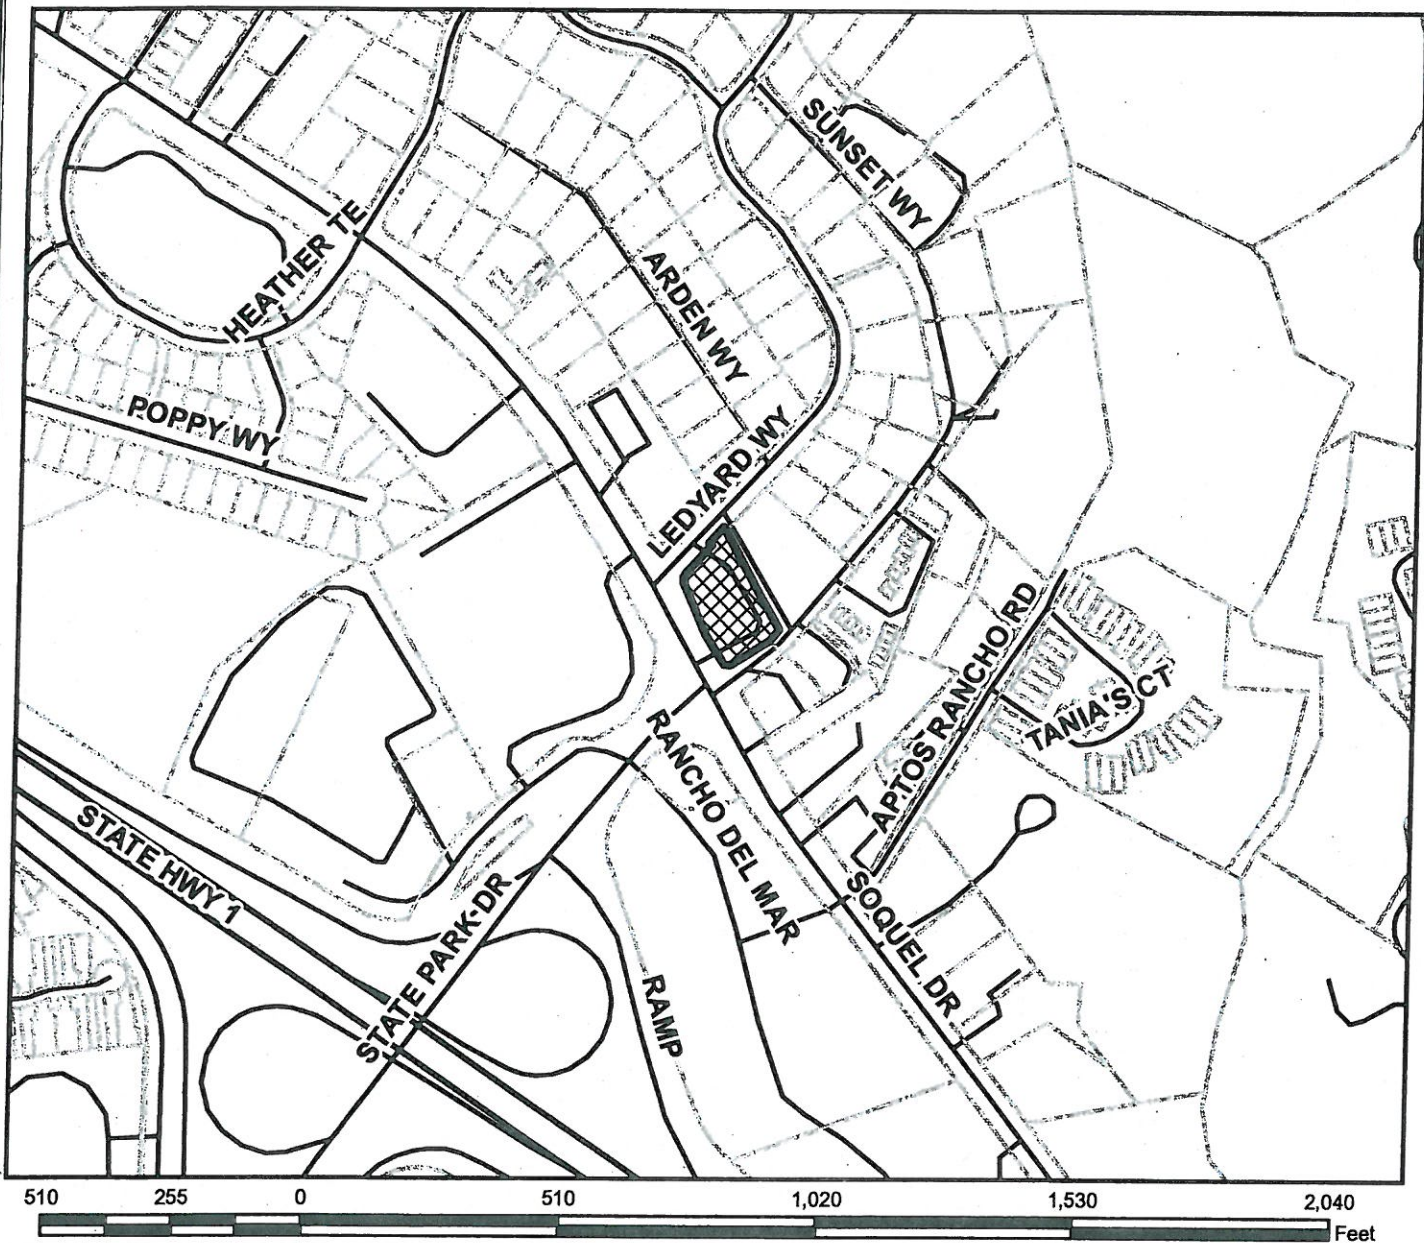 SUNSET WY
HEATHER TE
ARDEN WY
POPPY WY
LEDYARD WY
APTOS RANCHO RD
TANIA'S CT
RANCHO DEL MAR
STATE HWY 1
STATE PARK DR
SOQUEL DR
RAMP
510 255 0 510 1,020 1,530 2,040
Feet